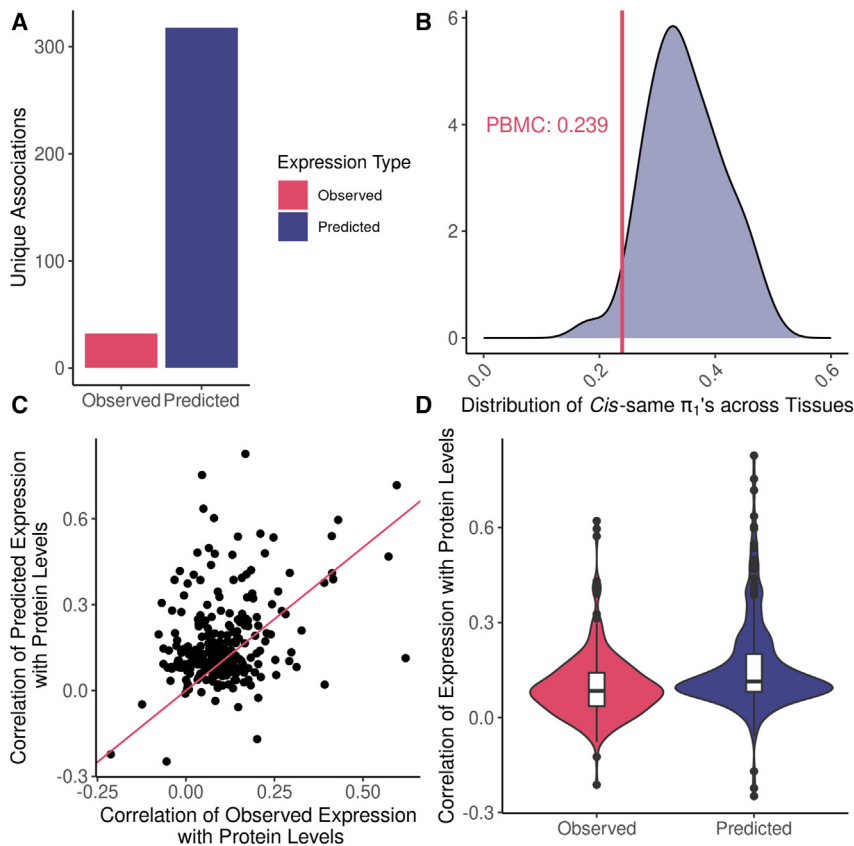 A
Unique Associations
300
200
100
0
Observed Predicted
Expression Type
Observed
Predicted
B
6
4
2
0
PBMC: 0.239
0.0
0.2
0.4
0.6
Distribution of Cis-same π₁'s across Tissues
C
Correlation of Predicted Expression
with Protein Levels
0.6
0.3
0.0
-0.3
-0.25
0.00
0.25
0.50
Correlation of Observed Expression
with Protein Levels
D
Correlation of Expression with Protein Levels
0.6
0.3
0.0
-0.3
Observed
Predicted